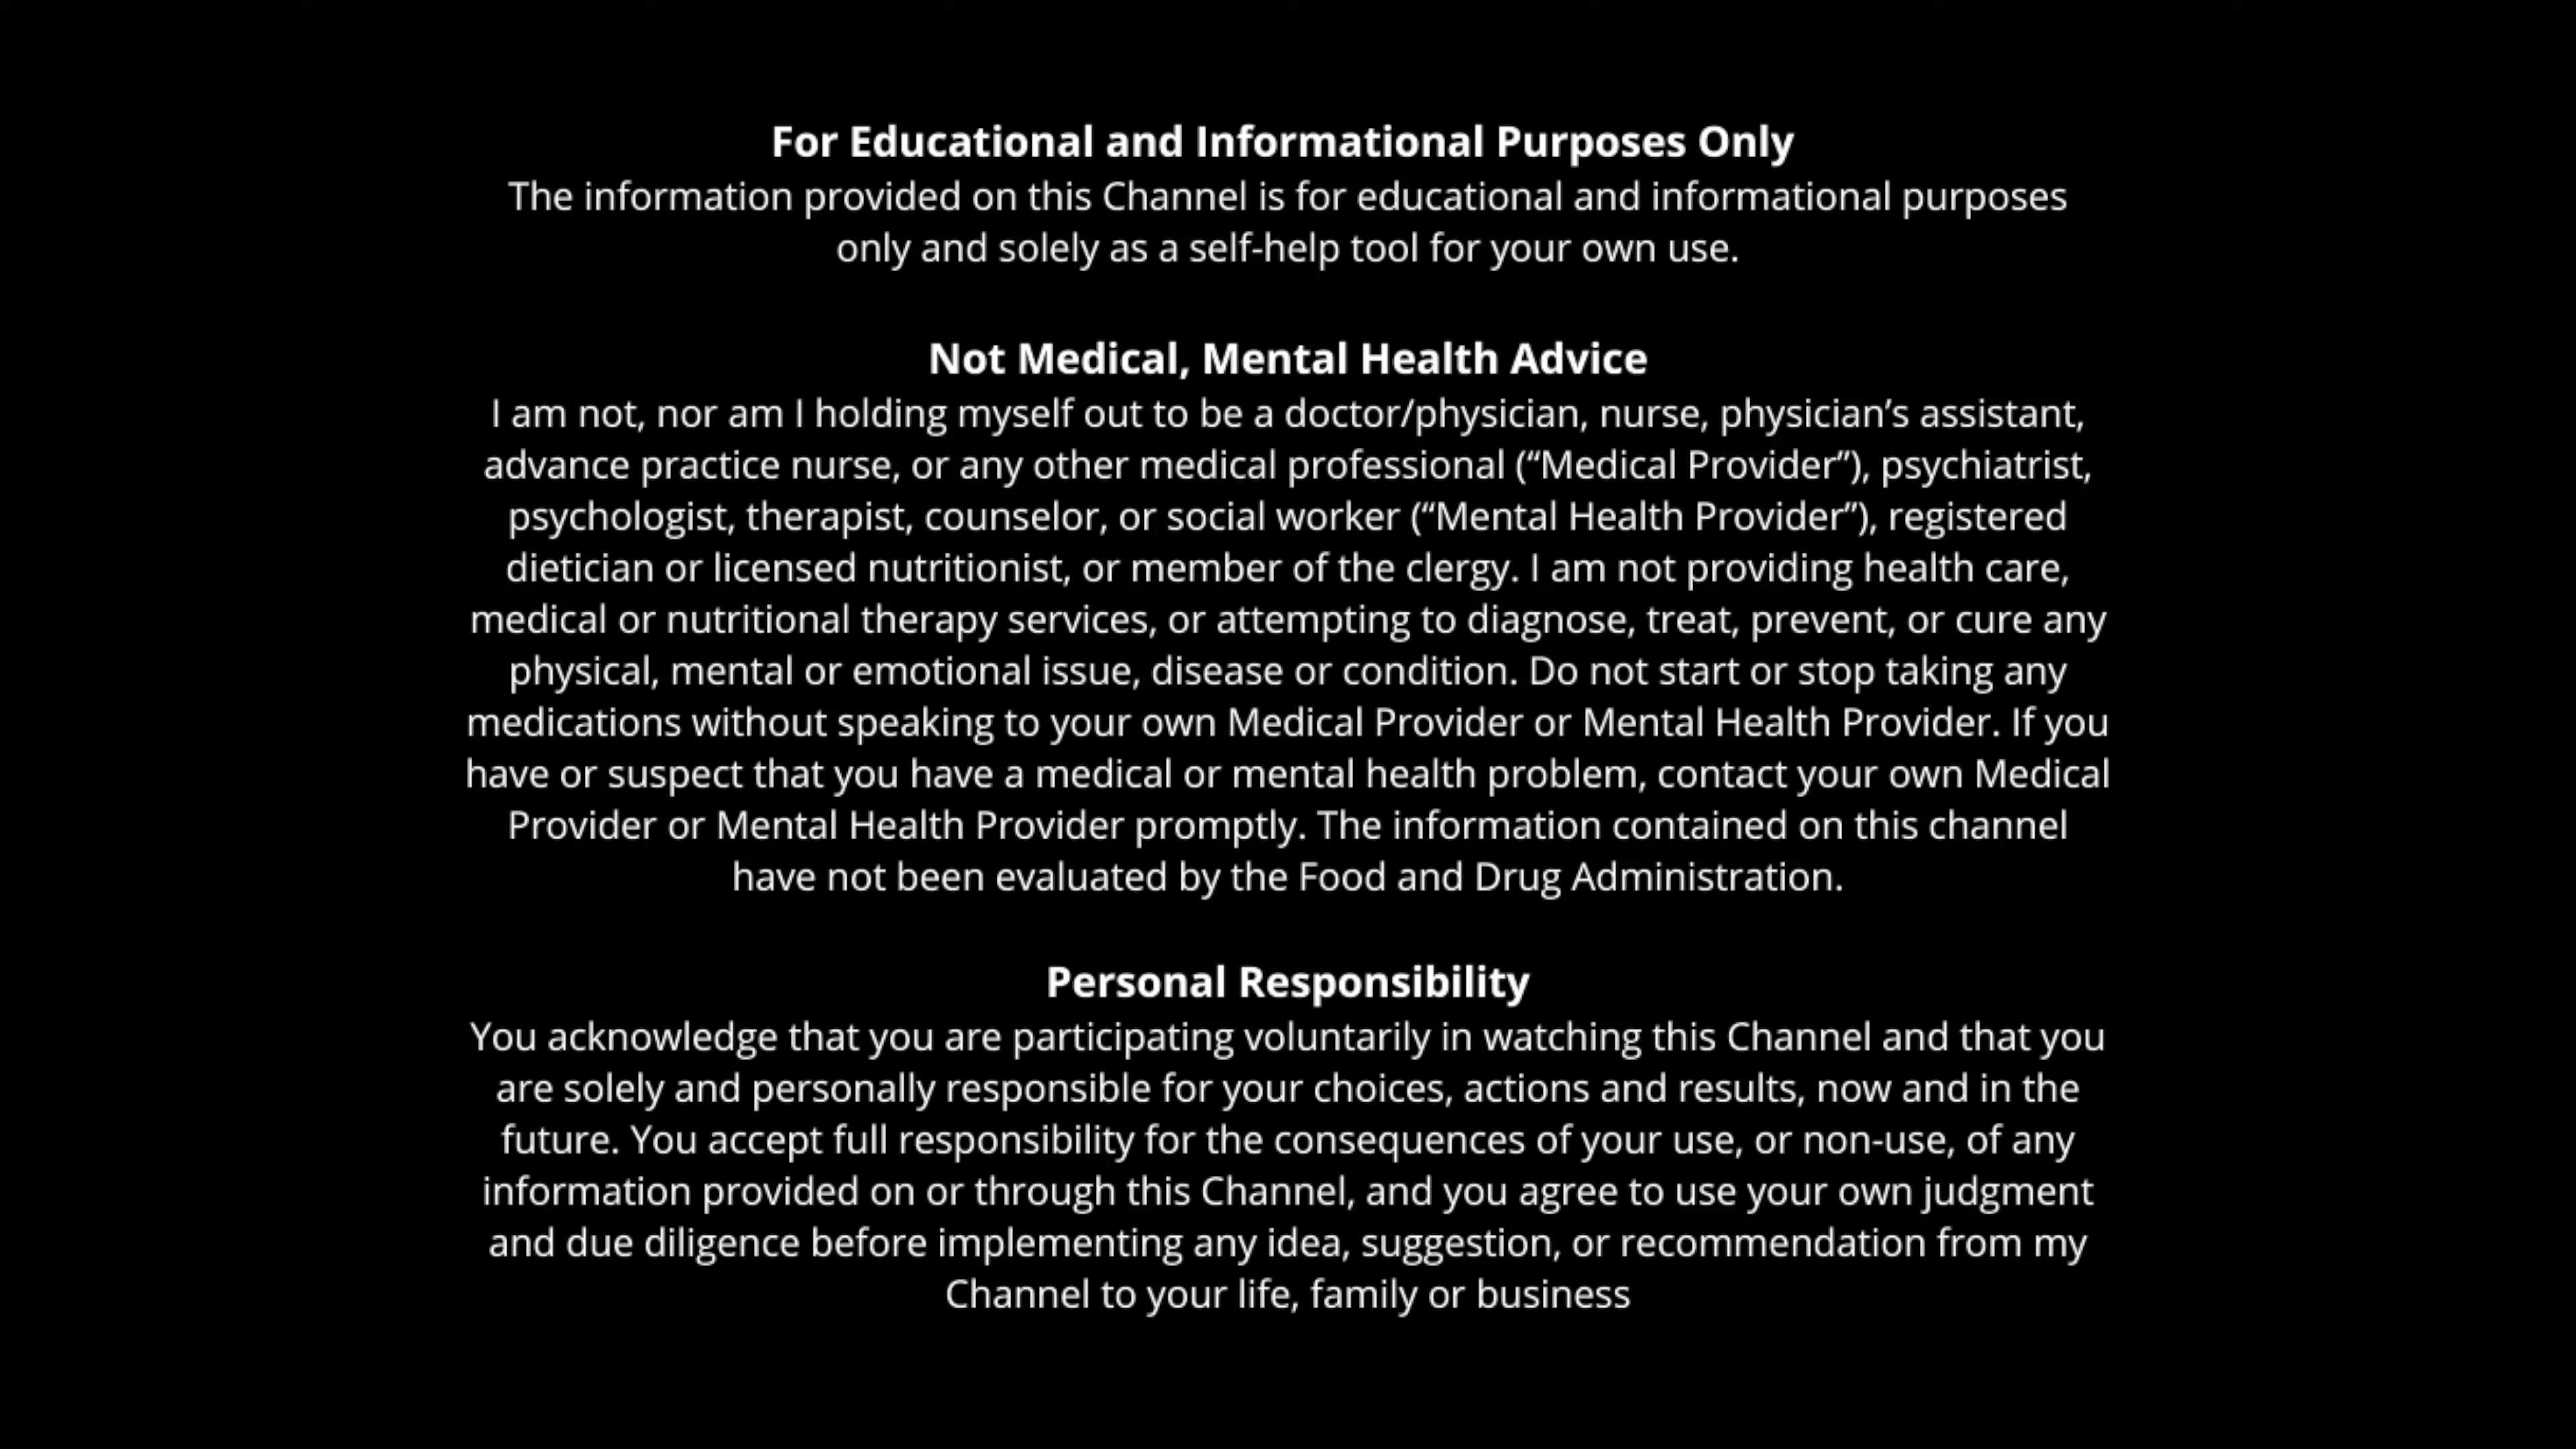 For Educational and Informational Purposes Only
The information provided on this Channel is for educational and informational purposes
only and solely as a self-help tool for your own use.
Not Medical, Mental Health Advice
I am not, nor am I holding myself out to be a doctor/physician, nurse, physician’s assistant,
advance practice nurse, or any other medical professional (“Medical Provider”), psychiatrist,
psychologist, therapist, counselor, or social worker (“Mental Health Provider”), registered
dietician or licensed nutritionist, or member of the clergy. I am not providing health care,
medical or nutritional therapy services, or attempting to diagnose, treat, prevent, or cure any
physical, mental or emotional issue, disease or condition. Do not start or stop taking any
medications without speaking to your own Medical Provider or Mental Health Provider. If you
have or suspect that you have a medical or mental health problem, contact your own Medical
Provider or Mental Health Provider promptly. The information contained on this channel
have not been evaluated by the Food and Drug Administration.
Personal Responsibility
You acknowledge that you are participating voluntarily in watching this Channel and that you
are solely and personally responsible for your choices, actions and results, now and in the
future. You accept full responsibility for the consequences of your use, or non-use, of any
information provided on or through this Channel, and you agree to use your own judgment
and due diligence before implementing any idea, suggestion, or recommendation from my
Channel to your life, family or business